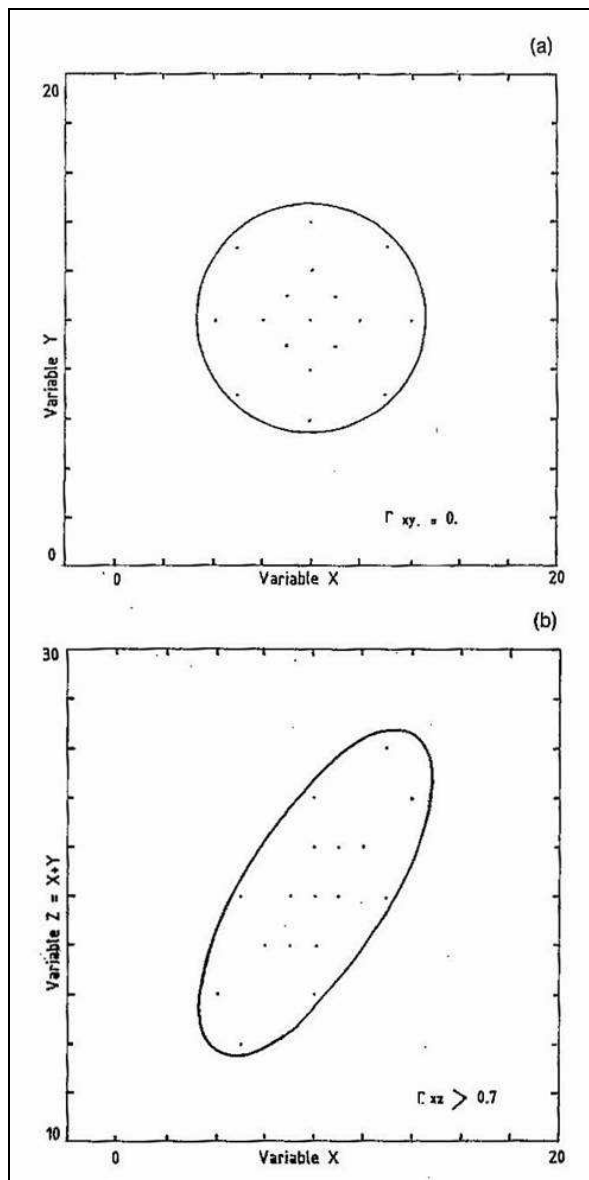 (a)
20
Variable Y
0
Γ xy. = 0.
0
Variable X
20
(b)
30
Variable Z = X+Y
10
Γ xz > 0.7
0
Variable X
20